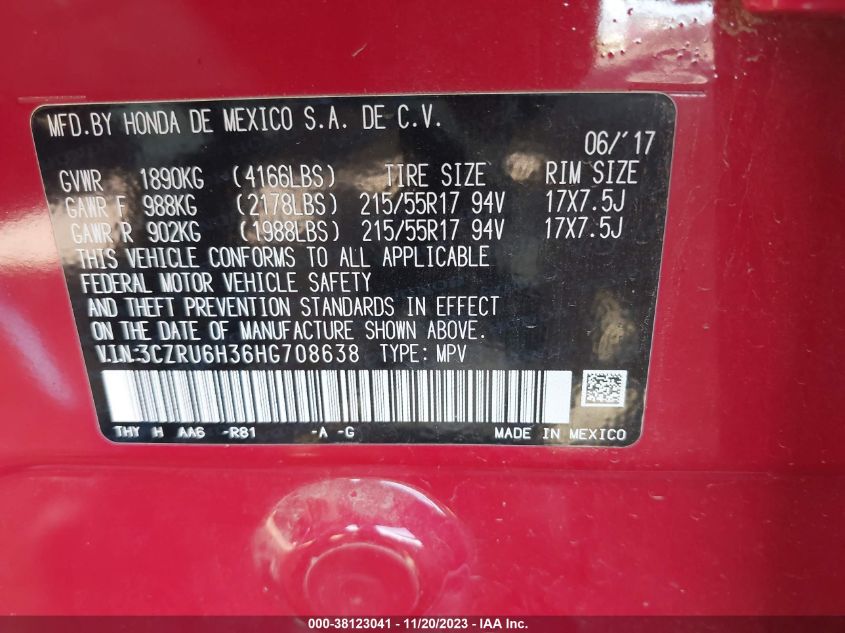 MFD.BY HONDA DE MEXICO S.A. DE C.V.
06/'17
GVWR 1890KG (4166LBS) TIRE SIZE RIM SIZE
GAWR F 988KG (2178LBS) 215/55R17 94V 17X7.5J
GAWR R 902KG (1988LBS) 215/55R17 94V 17X7.5J
THIS VEHICLE CONFORMS TO ALL APPLICABLE
FEDERAL MOTOR VEHICLE SAFETY
AND THEFT PREVENTION STANDARDS IN EFFECT
ON THE DATE OF MANUFACTURE SHOWN ABOVE.
V.I.N:3CZRU6H36HG708638 TYPE: MPV
THY H AA6 -R81 -A -G MADE IN MEXICO
000-38123041 - 11/20/2023 - IAA Inc.